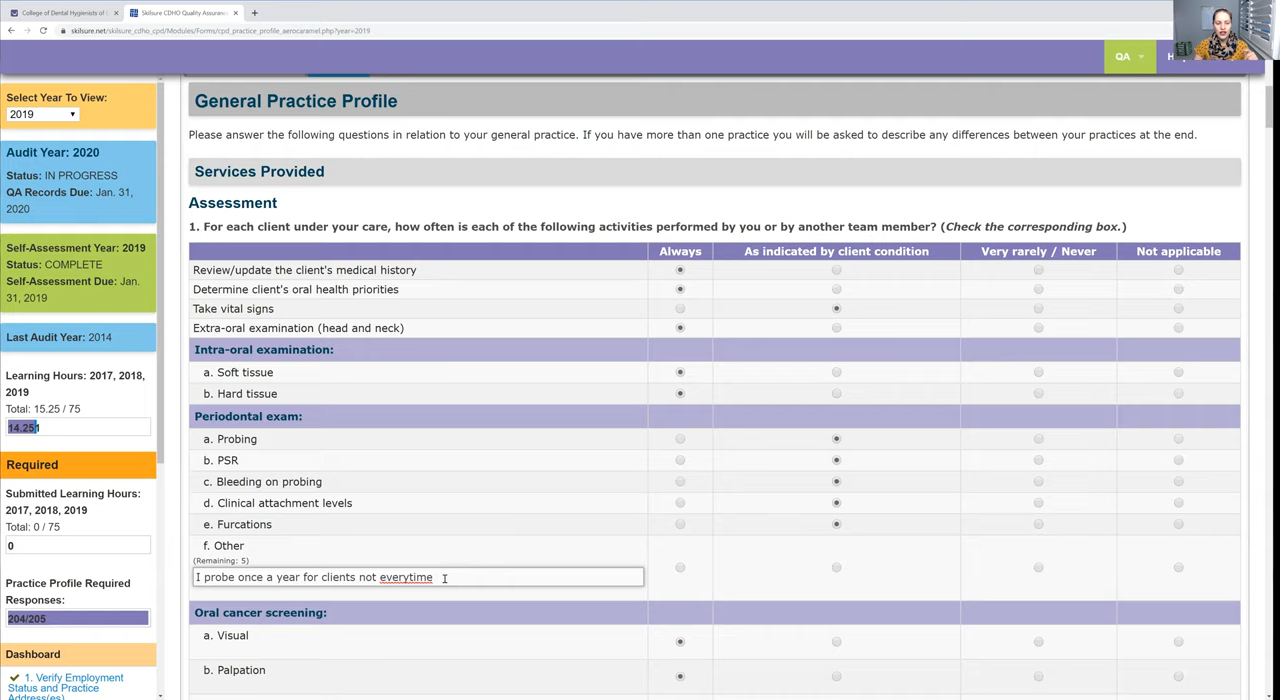 College of Dental Hygienists of
Skilsure CDHO Quality Assurance
skilsure.net/skilsure_cdho_cpd/Modules/Forms/cpd_practice_profile_aerocaramel.php?year=2019
QA
Select Year To View:
2019
Audit Year: 2020
Status: IN PROGRESS
QA Records Due: Jan. 31,
2020
Self-Assessment Year: 2019
Status: COMPLETE
Self-Assessment Due: Jan.
31, 2019
Last Audit Year: 2014
Learning Hours: 2017, 2018,
2019
Total: 15.25 / 75
14.25 1
Required
Submitted Learning Hours:
2017, 2018, 2019
Total: 0 / 75
0
Practice Profile Required
Responses:
204/205
Dashboard
1. Verify Employment
Status and Practice
Address(es)
General Practice Profile
Please answer the following questions in relation to your general practice. If you have more than one practice you will be asked to describe any differences between your practices at the end.
Services Provided
Assessment
1. For each client under your care, how often is each of the following activities performed by you or by another team member? (Check the corresponding box.)
Always As indicated by client condition Very rarely / Never Not applicable
Review/update the client's medical history
Determine client's oral health priorities
Take vital signs
Extra-oral examination (head and neck)
Intra-oral examination:
a. Soft tissue
b. Hard tissue
Periodontal exam:
a. Probing
b. PSR
c. Bleeding on probing
d. Clinical attachment levels
e. Furcations
f. Other
(Remaining: 5)
I probe once a year for clients not everytime
Oral cancer screening:
a. Visual
b. Palpation